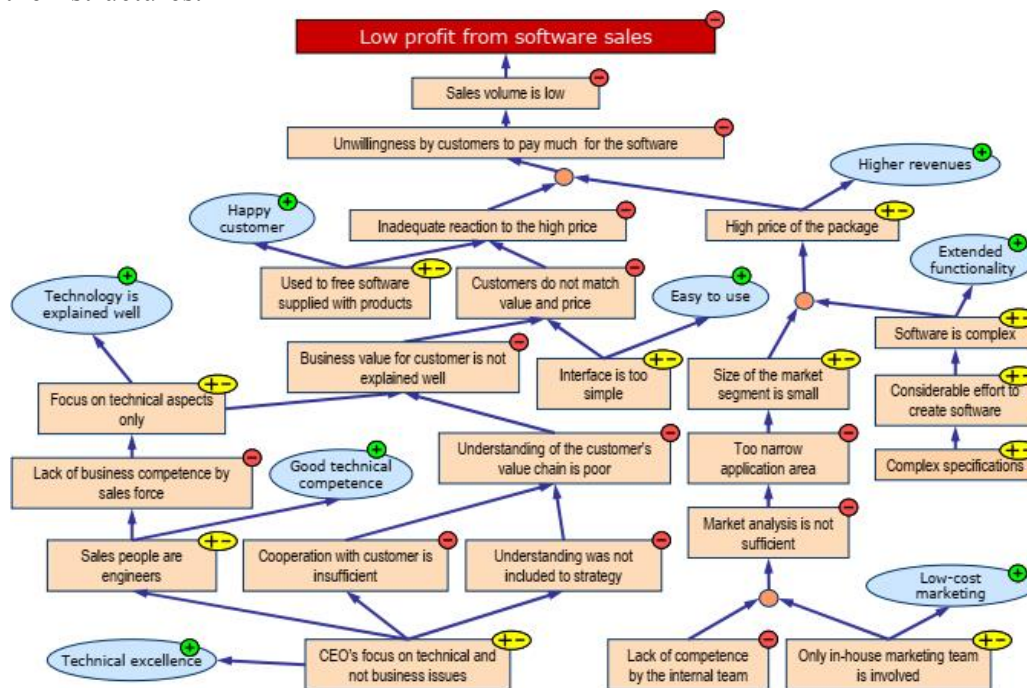 structures.
Low profit from software sales
Sales volume is low
Unwillingness by customers to pay much for the software
Higher revenues
Happy
customer
Inadequate reaction to the high price
High price of the package
Extended
functionality
Technology is
explained well
Used to free software
supplied with products
Customers do not match
value and price
Easy to use
Software is complex
Business value for customer is not
explained well
Interface is too
simple
Size of the market
segment is small
Considerable effort to
create software
Focus on technical aspects
only
Understanding of the customer's
value chain is poor
Too narrow
application area
Complex specifications
Lack of business competence by
sales force
Good technical
competence
Market analysis is not
sufficient
Sales people are
engineers
Cooperation with customer is
insufficient
Understanding was not
included to strategy
Low-cost
marketing
Technical excellence
CEO's focus on technical and
not business issues
Lack of competence
by the internal team
Only in-house marketing team
is involved